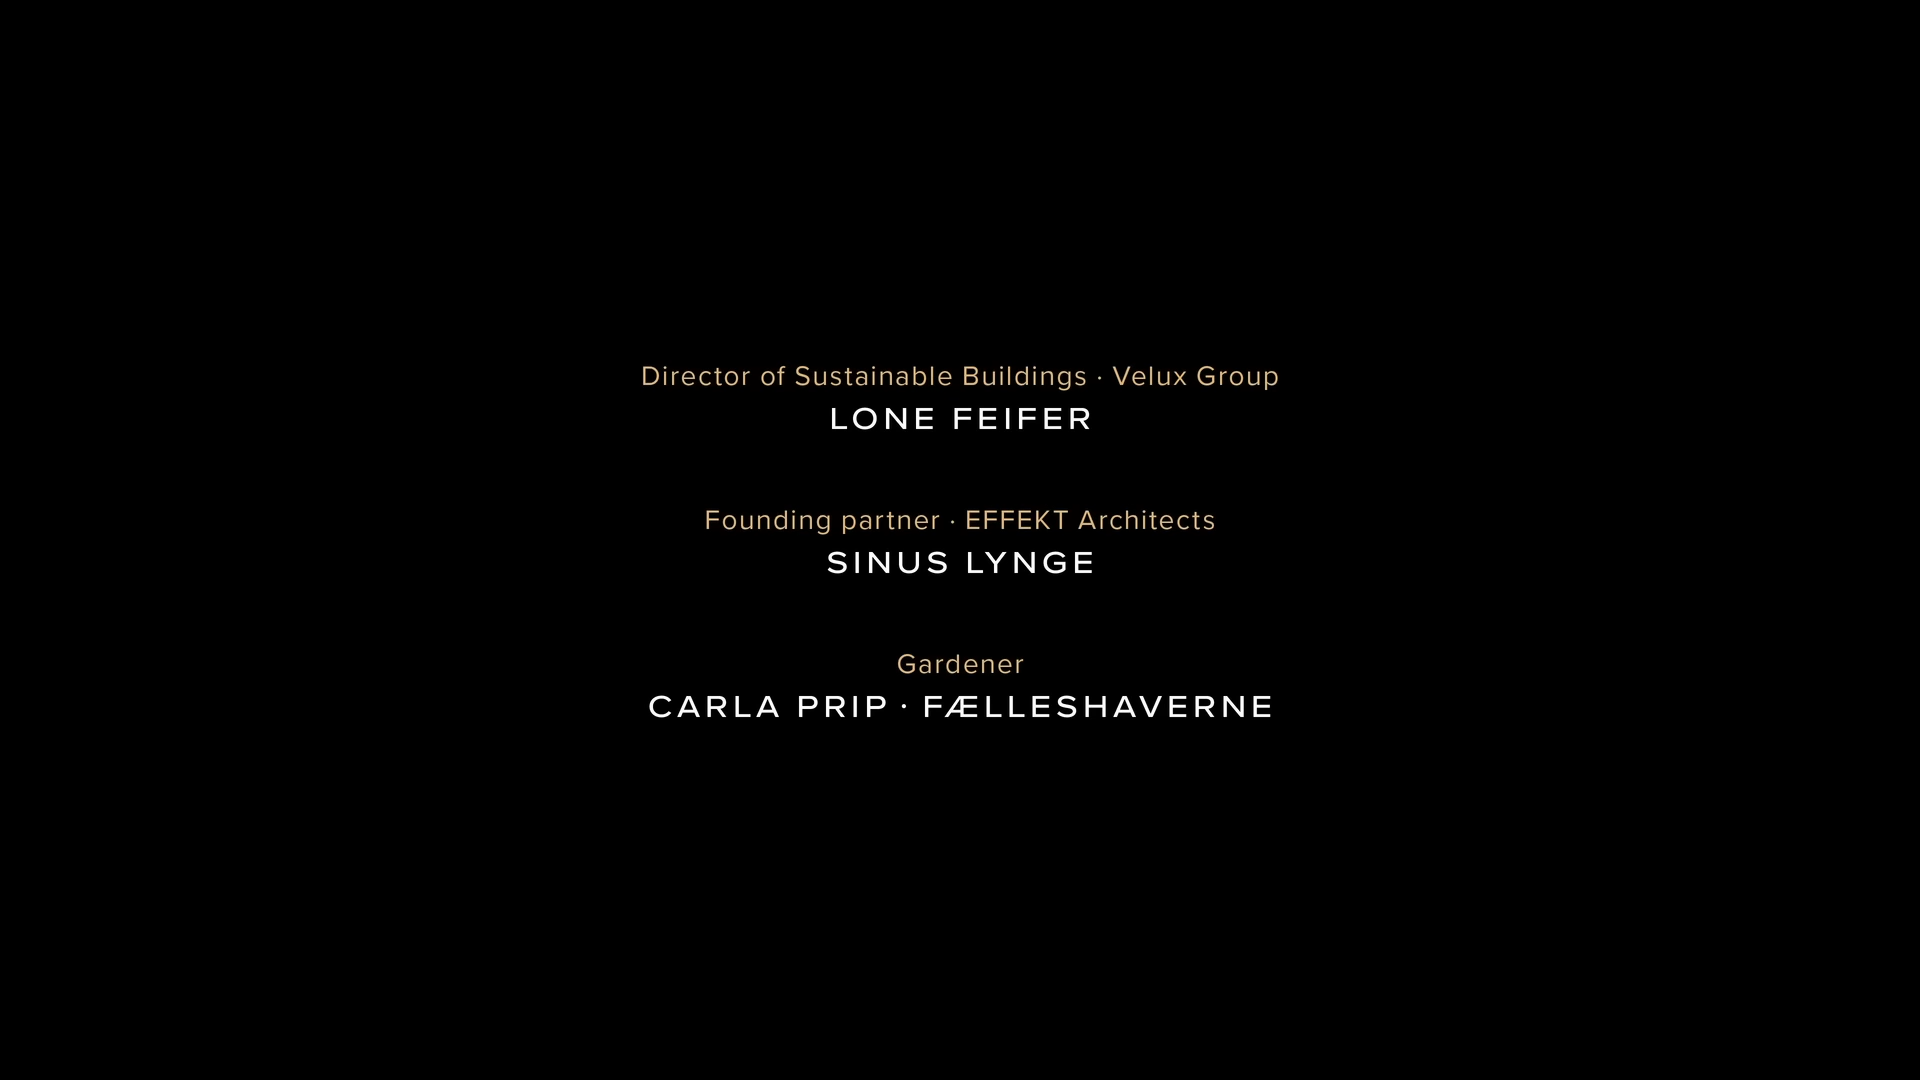 Director of Sustainable Buildings · Velux Group
LONE FEIFER
Founding partner · EFFEKT Architects
SINUS LYNGE
Gardener
CARLA PRIP · FÆLLESHAVERNE